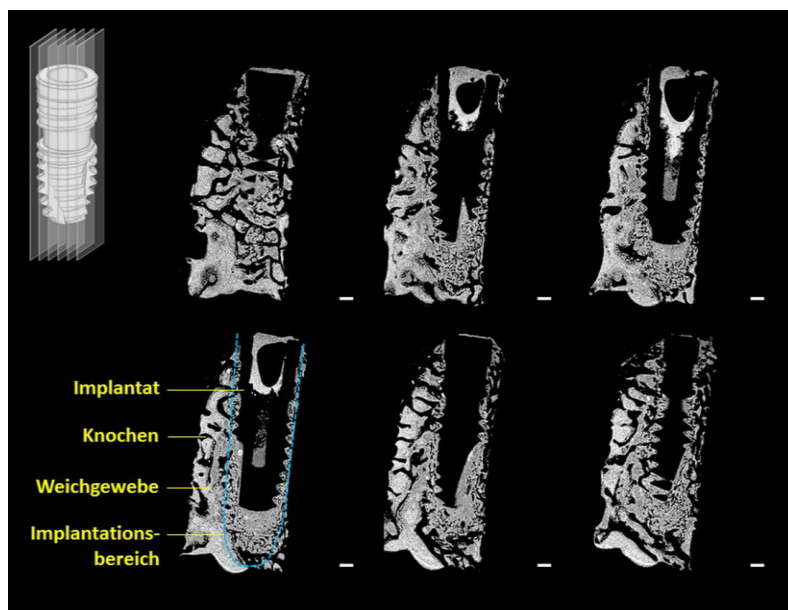 Implantat
Knochen
Weichgewebe
Implantations-
bereich